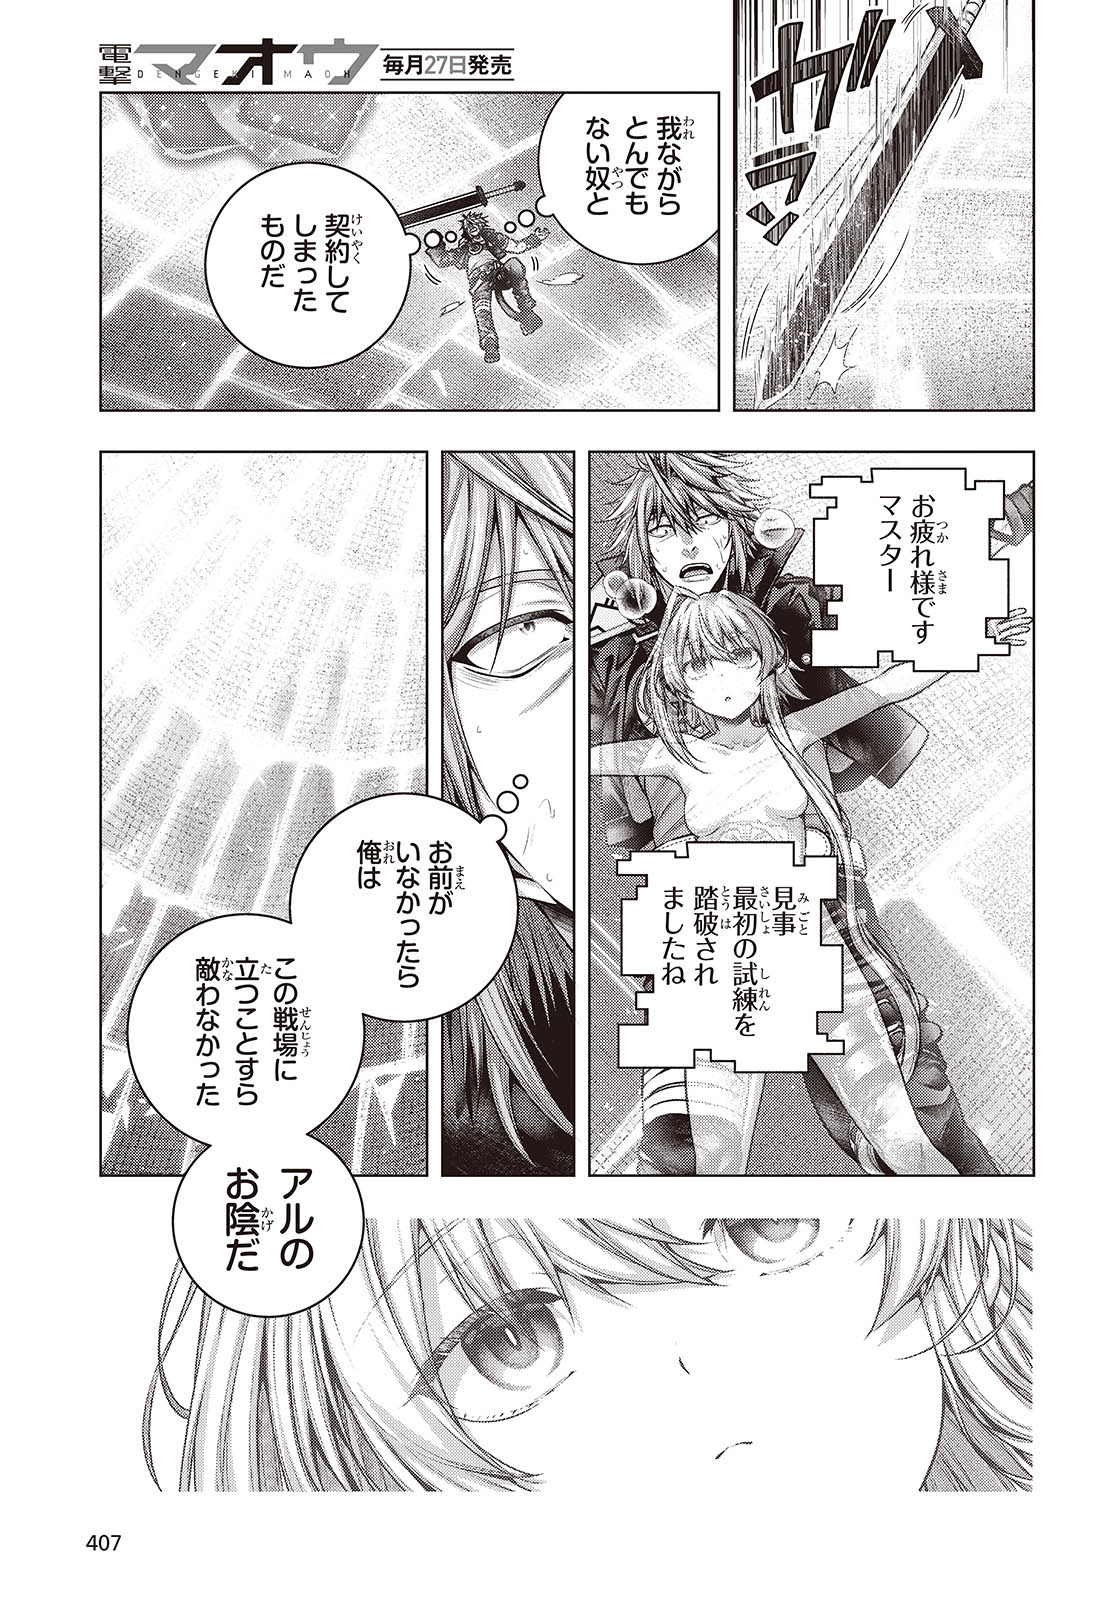 電撃マオウ
DENGEKI MAOH
毎月27日発売
ガラン
我ながら
とんでも
ない奴と
契約して
しまった
ものだ
お疲れ様です
マスター
見事
最初の試練を
踏破され
ましたね
お前が
いなかったら
俺は
この戦場に
立つことすら
敵わなかった
アルの
お陰だ
407